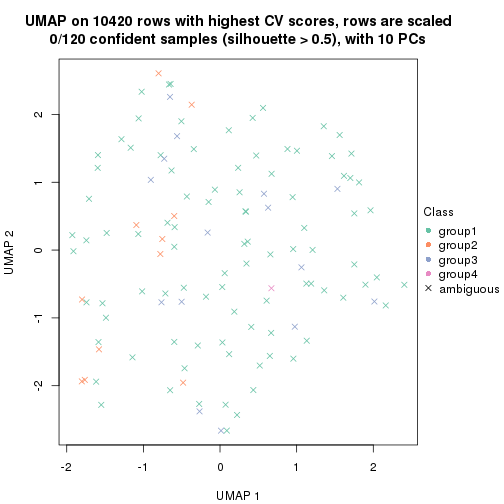 UMAP on 10420 rows with highest CV scores, rows are scaled
0/120 confident samples (silhouette > 0.5), with 10 PCs
UMAP 2
2
1
0
-1
-2
-2
-1
0
1
2
UMAP 1
Class
group1
group2
group3
group4
ambiguous